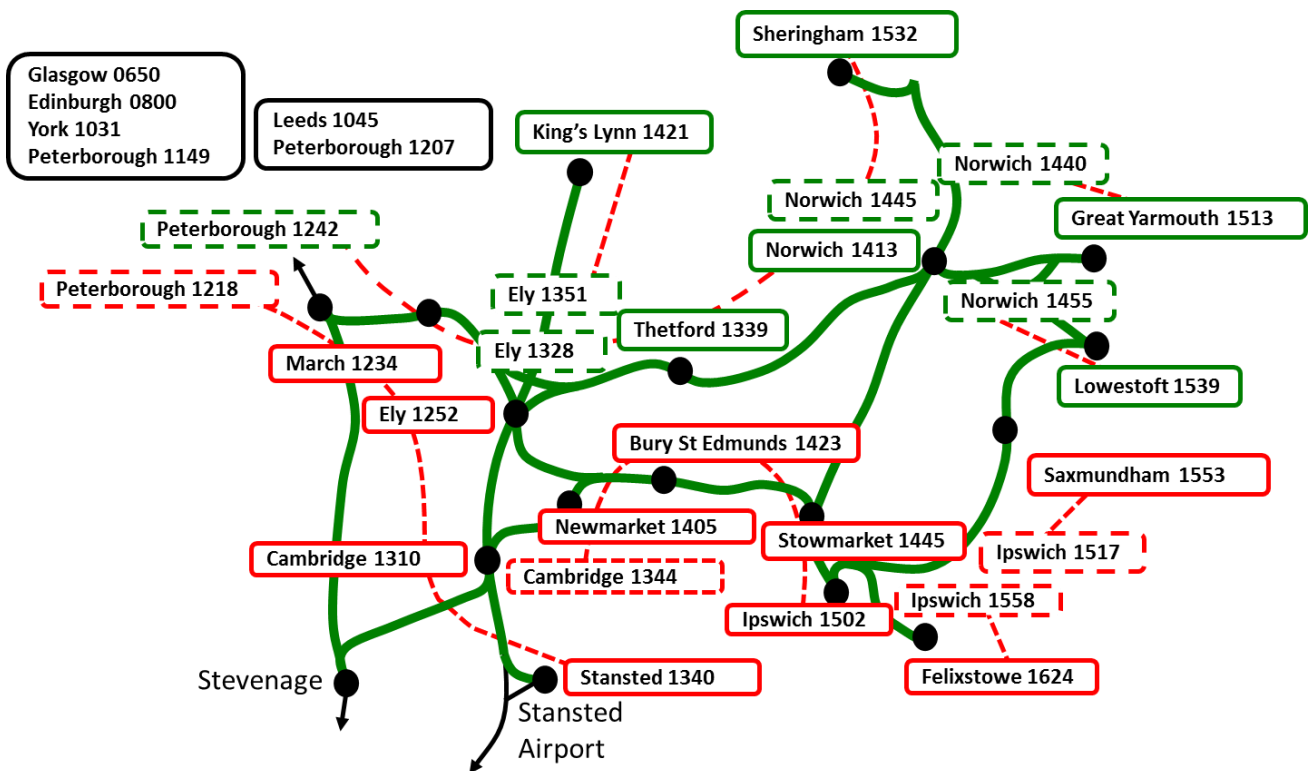 Sheringham 1532
Glasgow 0650
Edinburgh 0800
York 1031
Peterborough 1149
Leeds 1045
Peterborough 1207
King's Lynn 1421
Norwich 1440
Norwich 1445
Great Yarmouth 1513
Peterborough 1242
Norwich 1413
Peterborough 1218
Ely 1351
Norwich 1455
Thetford 1339
Ely 1328
March 1234
Lowestoft 1539
Ely 1252
Bury St Edmunds 1423
Saxmundham 1553
Newmarket 1405
Stowmarket 1445
Ipswich 1517
Cambridge 1310
Cambridge 1344
Ipswich 1558
Ipswich 1502
Stevenage
Stansted 1340
Felixstowe 1624
Stansted
Airport